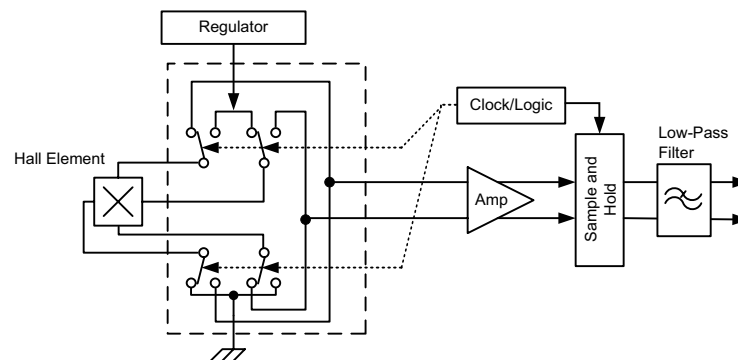 Regulator
Clock/Logic
Hall Element
Amp
Sample and
Hold
Low-Pass
Filter